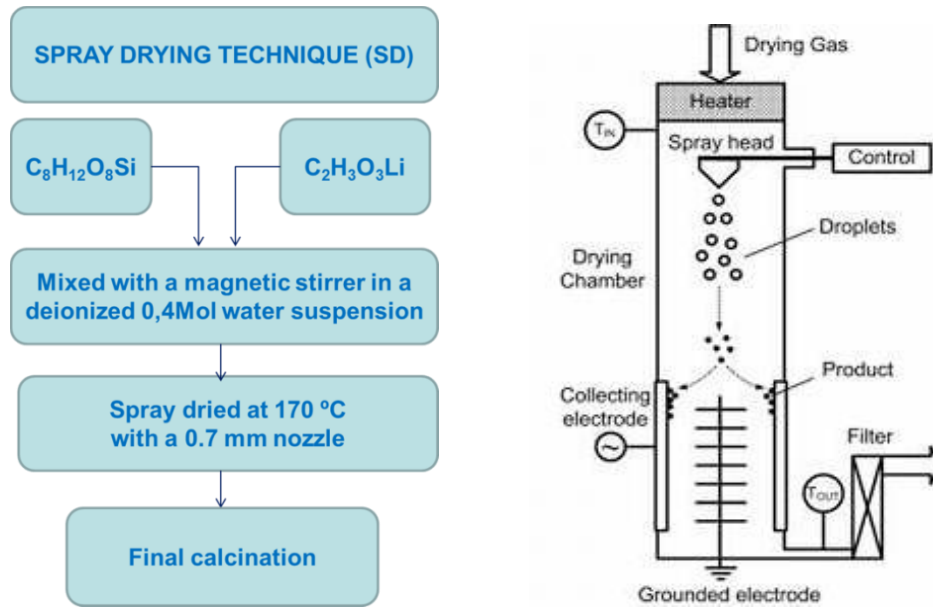 SPRAY DRYING TECHNIQUE (SD)
C₈H₁₂O₈Si
C₂H₃O₃Li
Mixed with a magnetic stirrer in a
deionized 0,4Mol water suspension
Spray dried at 170 ºC
with a 0.7 mm nozzle
Final calcination
Drying Gas
Heater
T_IN
Spray head
Control
Droplets
Drying
Chamber
Product
Collecting
electrode
~
Filter
T_OUT
Grounded electrode